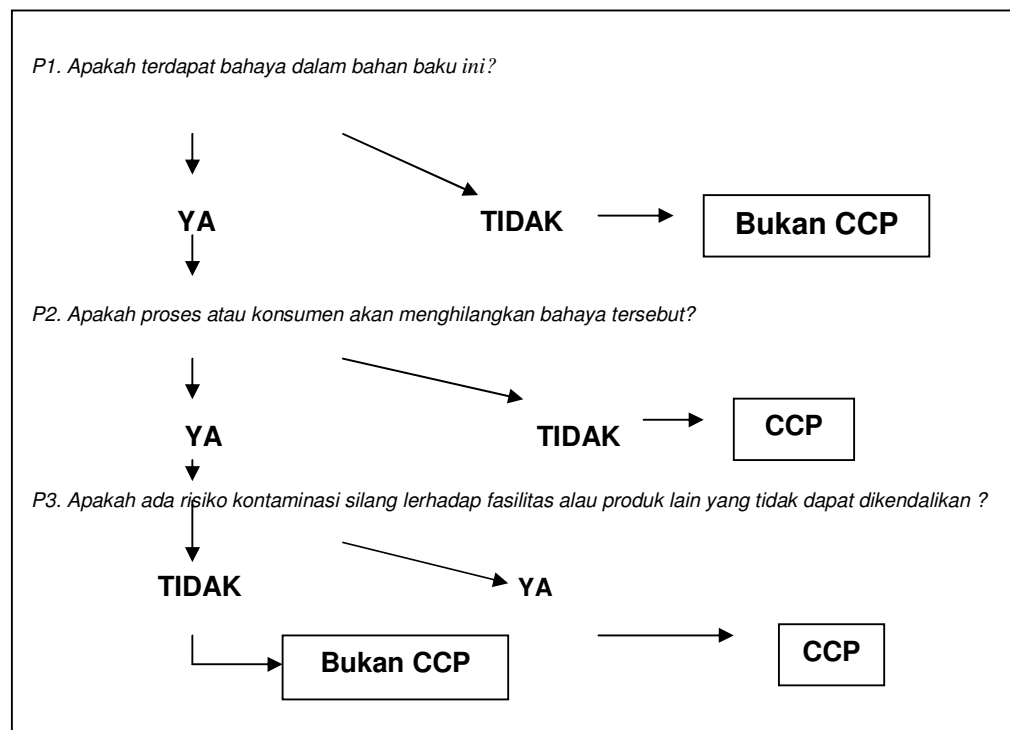 P1. Apakah terdapat bahaya dalam bahan baku ini?
YA
TIDAK
Bukan CCP
P2. Apakah proses atau konsumen akan menghilangkan bahaya tersebut?
YA
TIDAK
CCP
P3. Apakah ada risiko kontaminasi silang lerhadap fasilitas alau produk lain yang tidak dapat dikendalikan ?
TIDAK
YA
Bukan CCP
CCP